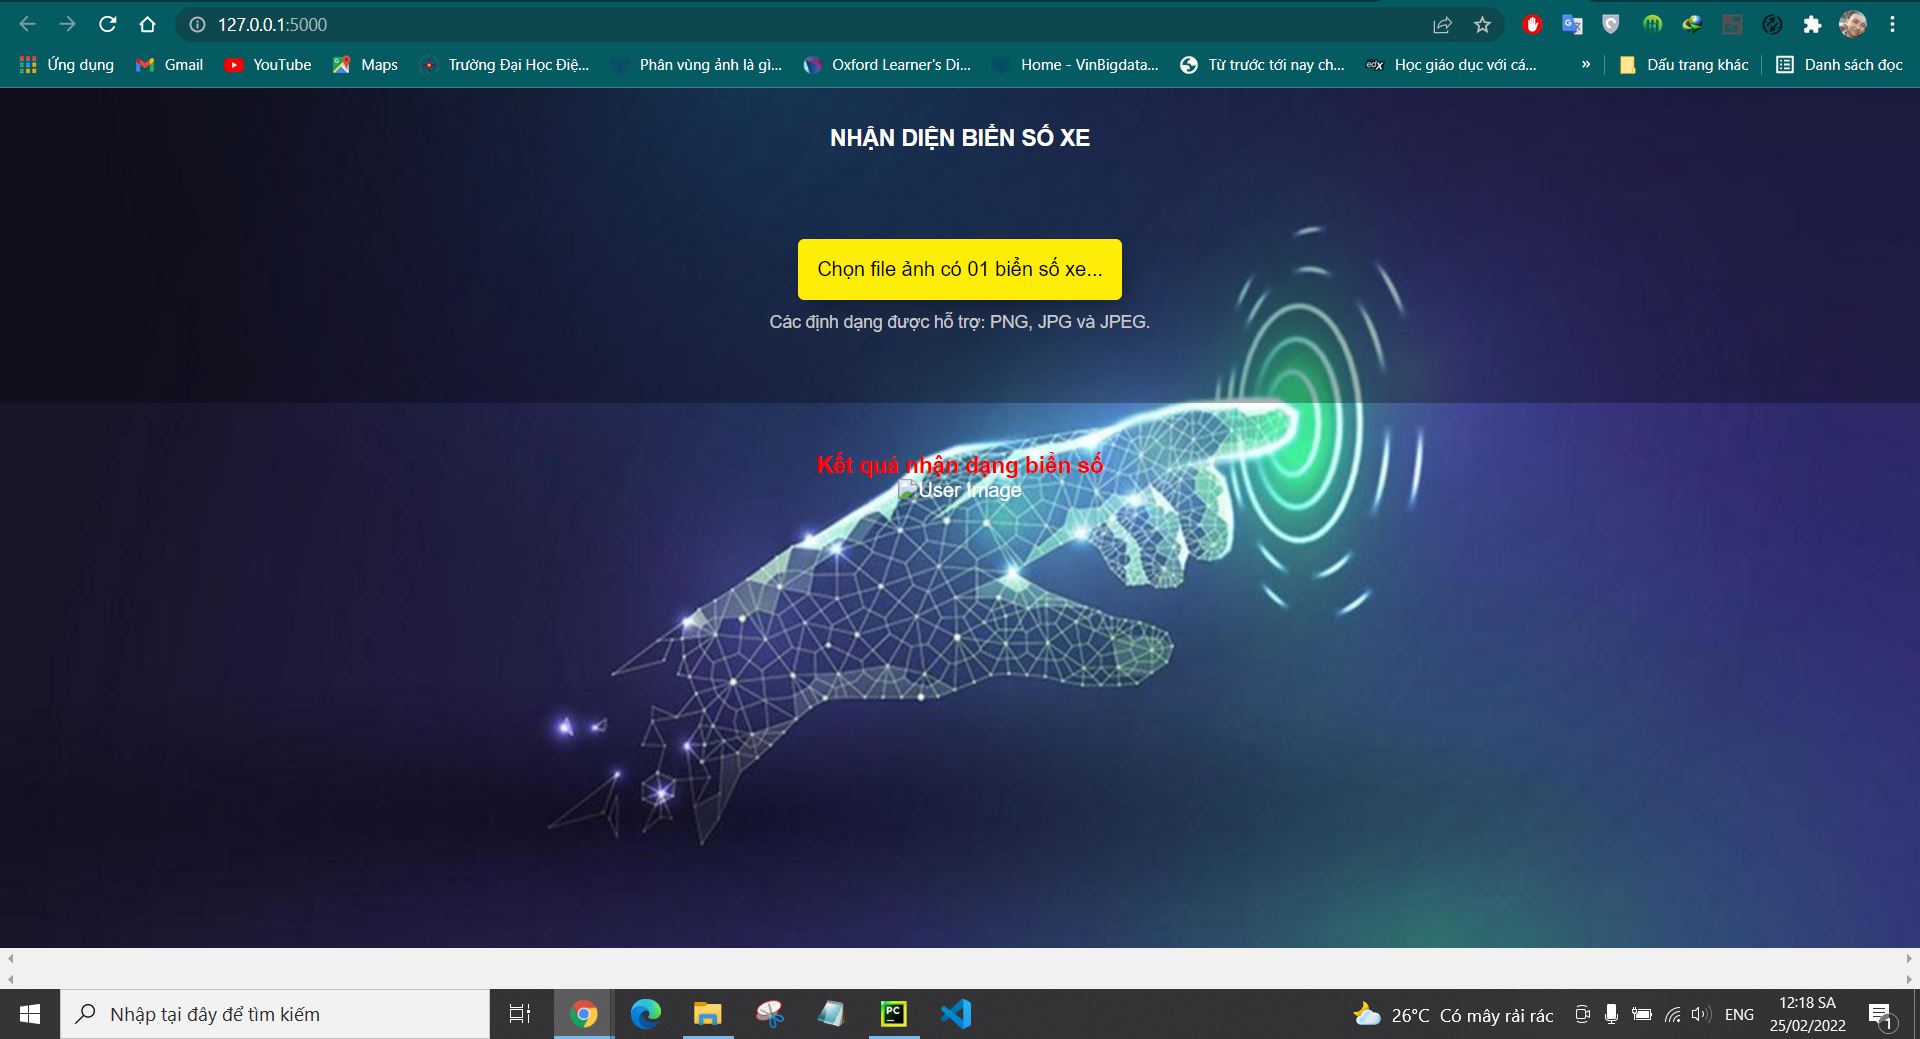 127.0.0.1:5000
Ứng dụng Gmail YouTube Maps Trường Đại Học Điệ... Phân vùng ảnh là gì... Oxford Learner's Di... Home - VinBigdata... Từ trước tới nay ch... edX Học giáo dục với cá... » Dấu trang khác Danh sách đọc
NHẬN DIỆN BIỂN SỐ XE
Chọn file ảnh có 01 biển số xe...
Các định dạng được hỗ trợ: PNG, JPG và JPEG.
Kết quả nhận dạng biển số
User Image
Nhập tại đây để tìm kiếm
PC
26°C Có mây rải rác
ENG
12:18 SA
25/02/2022
1